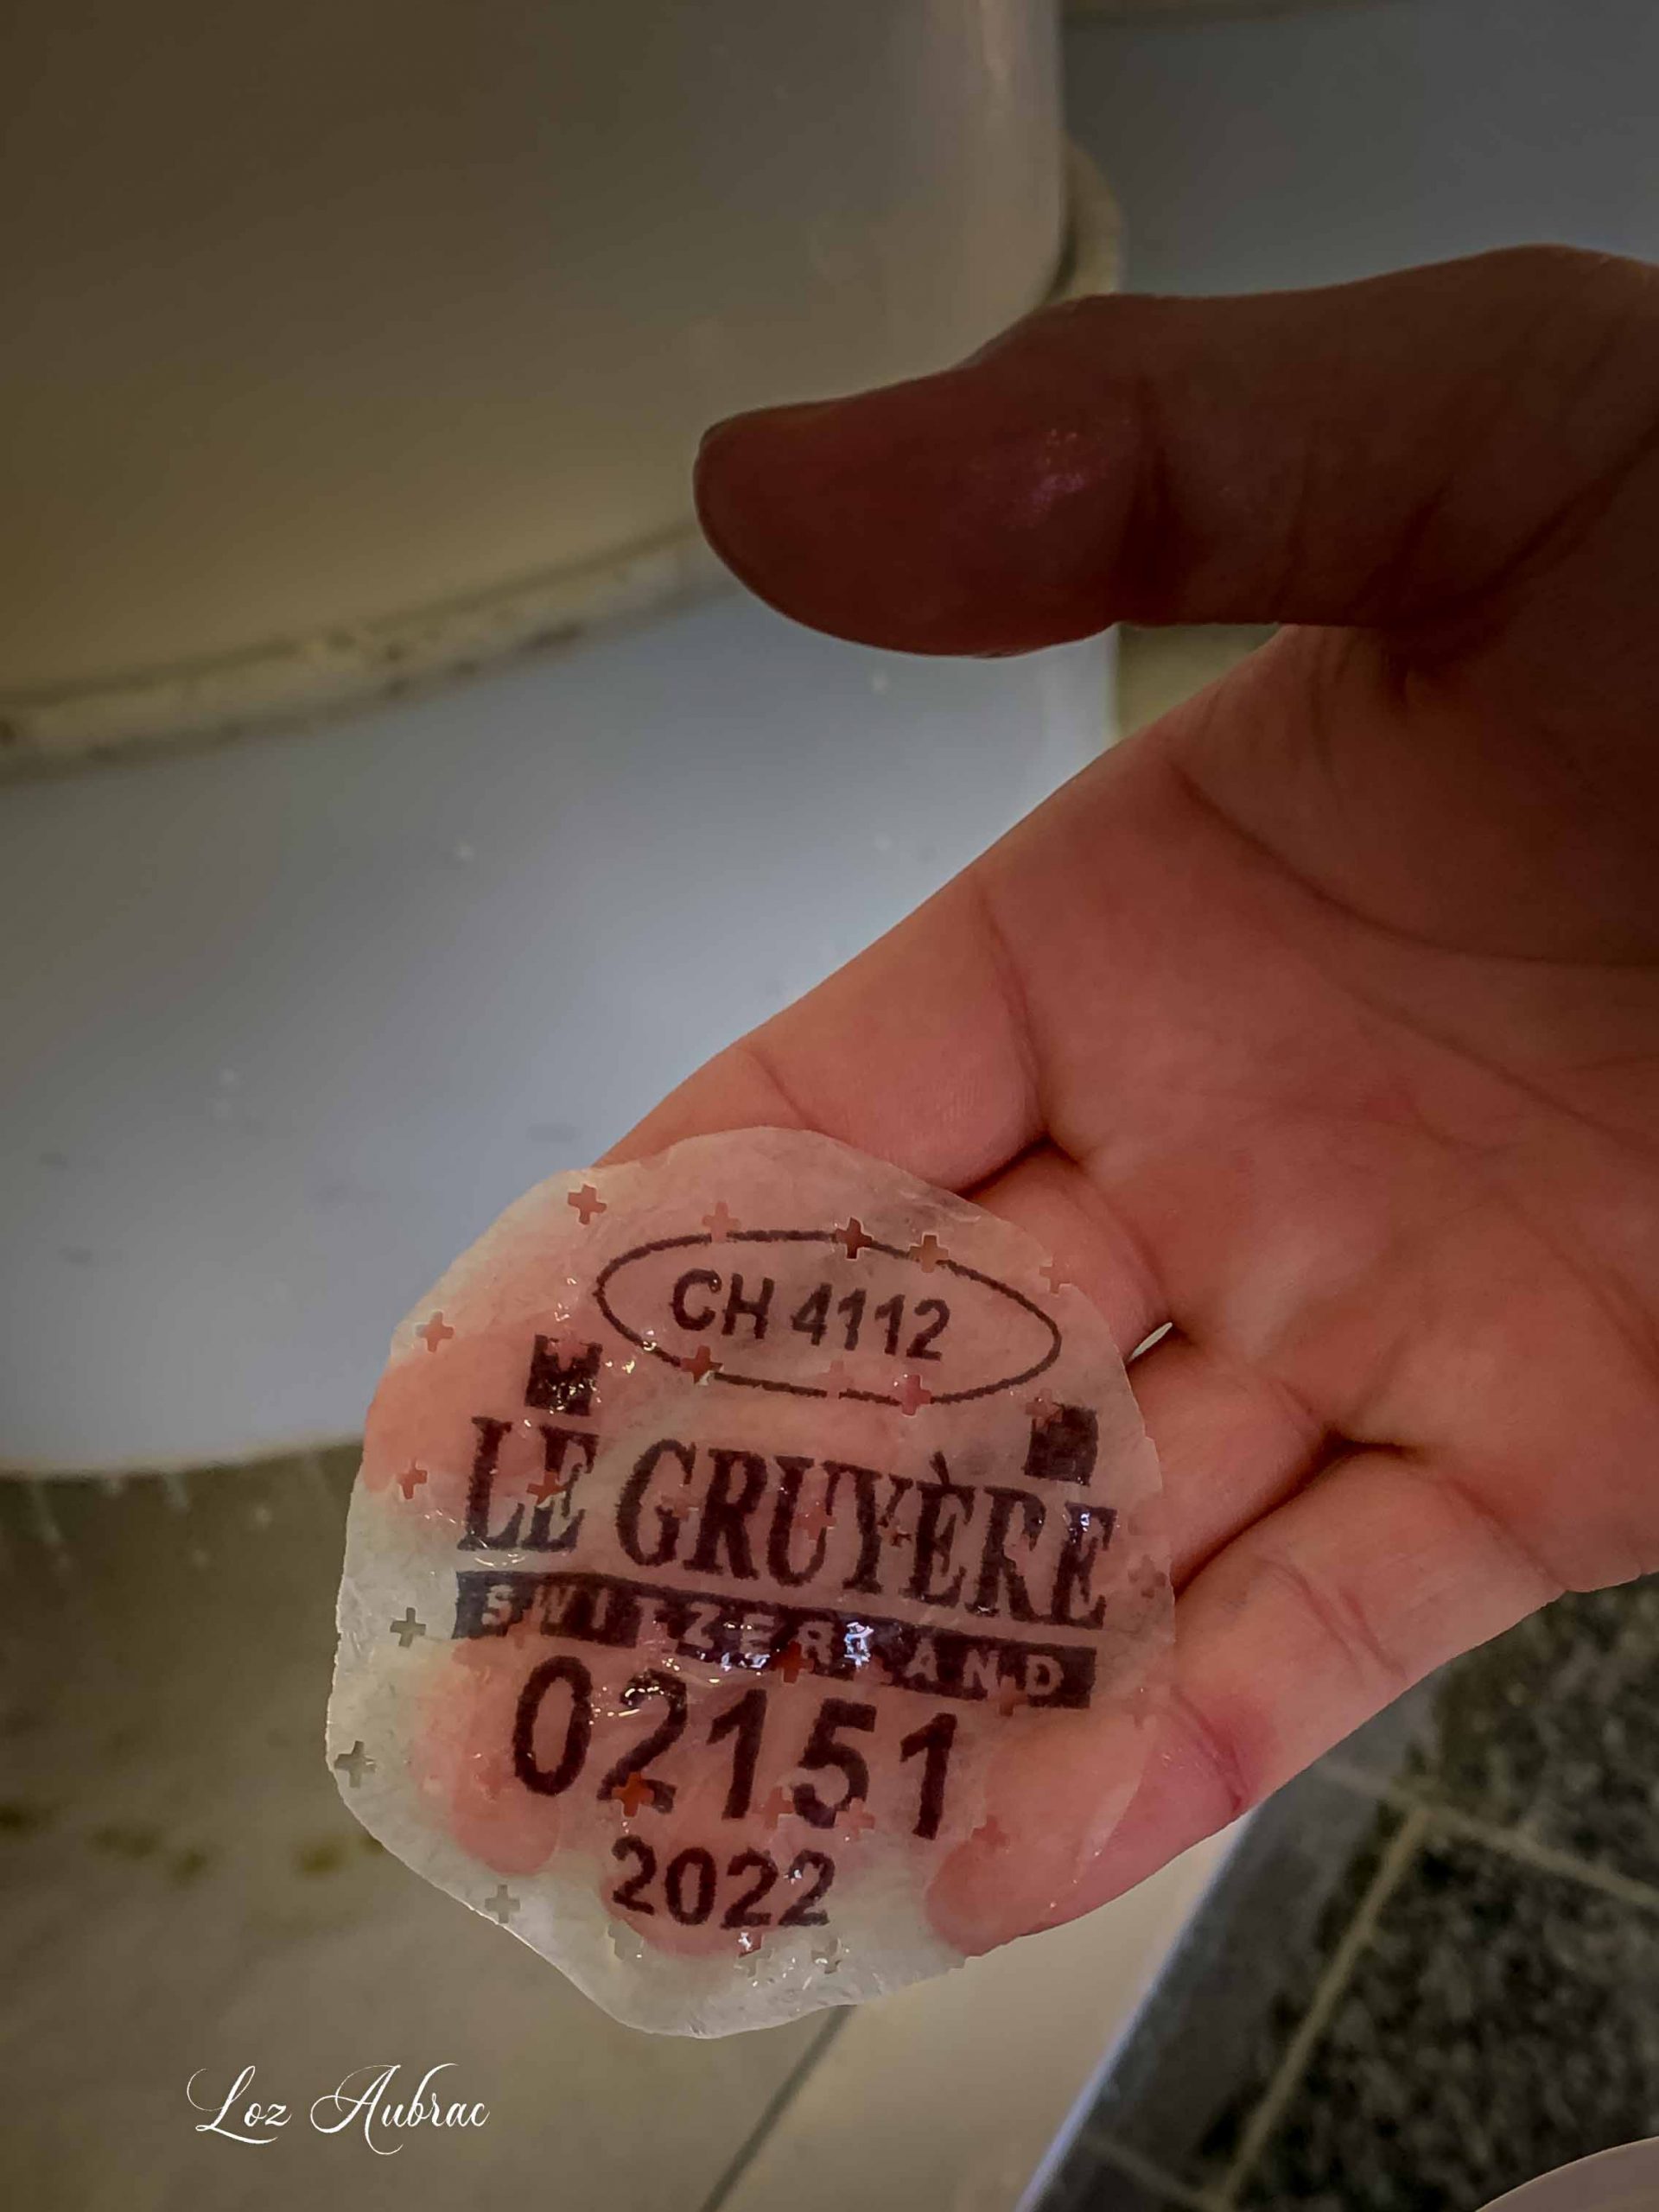 CH 4112
LE GRUYÈRE
SWITZERLAND
02151
2022
Loz Aubrac